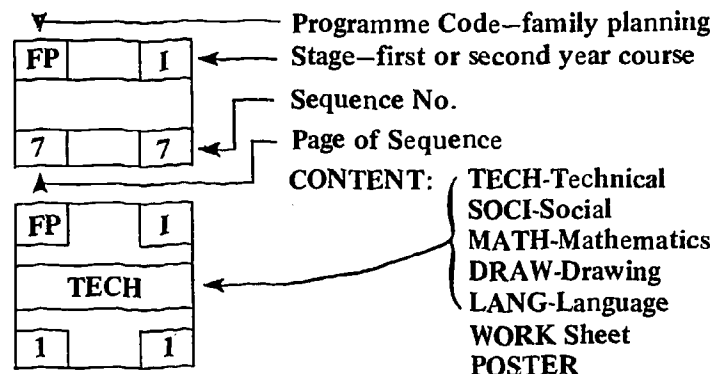 Programme Code–family planning
FP I
Stage–first or second year course
Sequence No.
7 7
Page of Sequence
CONTENT: TECH-Technical
FP I
SOCI-Social
MATH-Mathematics
TECH
DRAW-Drawing
LANG-Language
1 1
WORK Sheet
POSTER